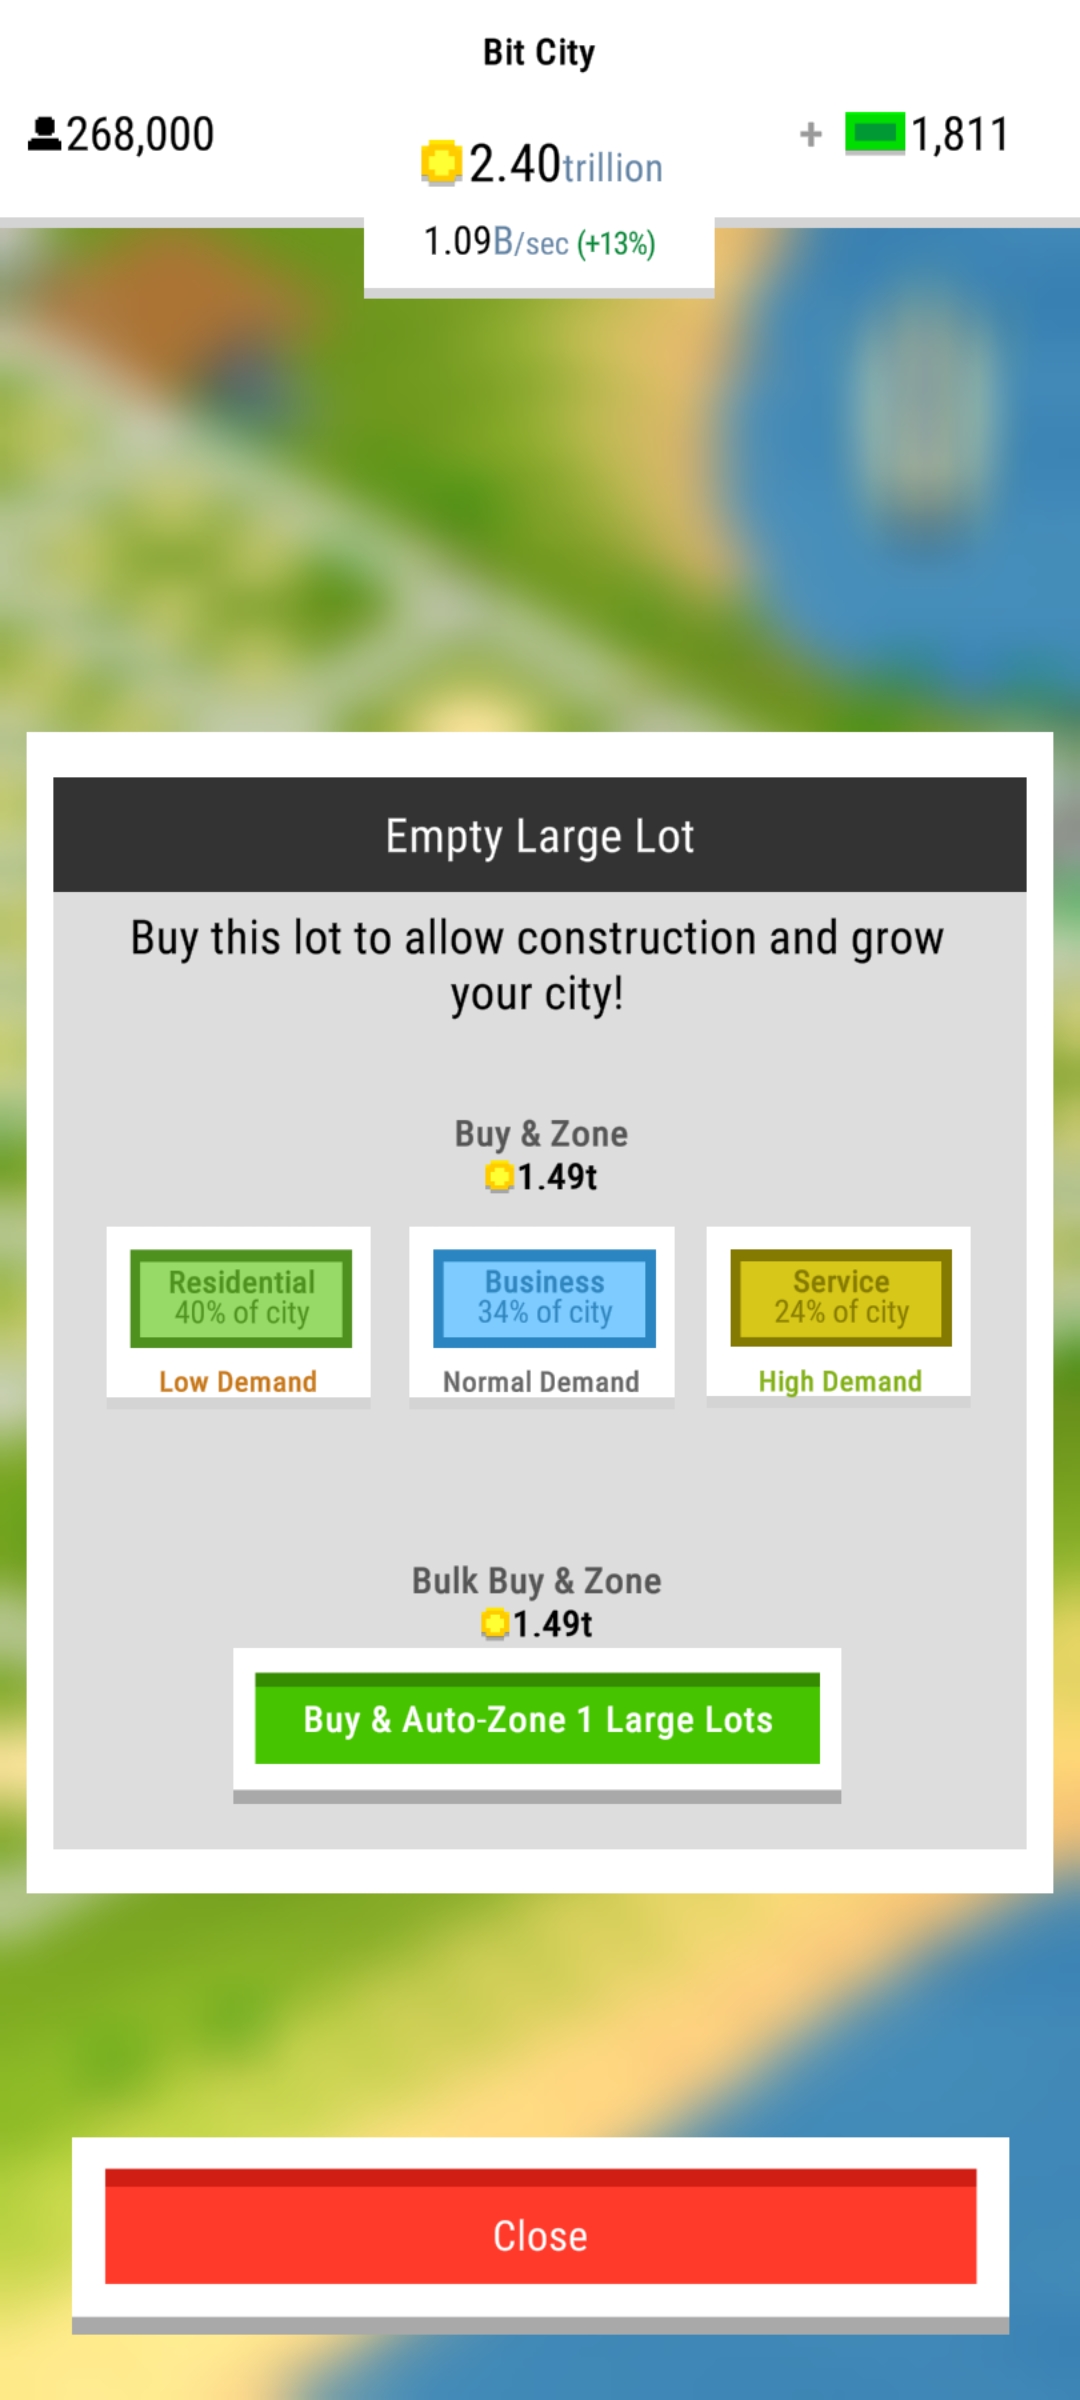 Bit City
268,000
2.40trillion
+ 1,811
1.09B/sec (+13%)
Empty Large Lot
Buy this lot to allow construction and grow
your city!
Buy & Zone
1.49t
Residential
40% of city
Low Demand
Business
34% of city
Normal Demand
Service
24% of city
High Demand
Bulk Buy & Zone
1.49t
Buy & Auto-Zone 1 Large Lots
Close